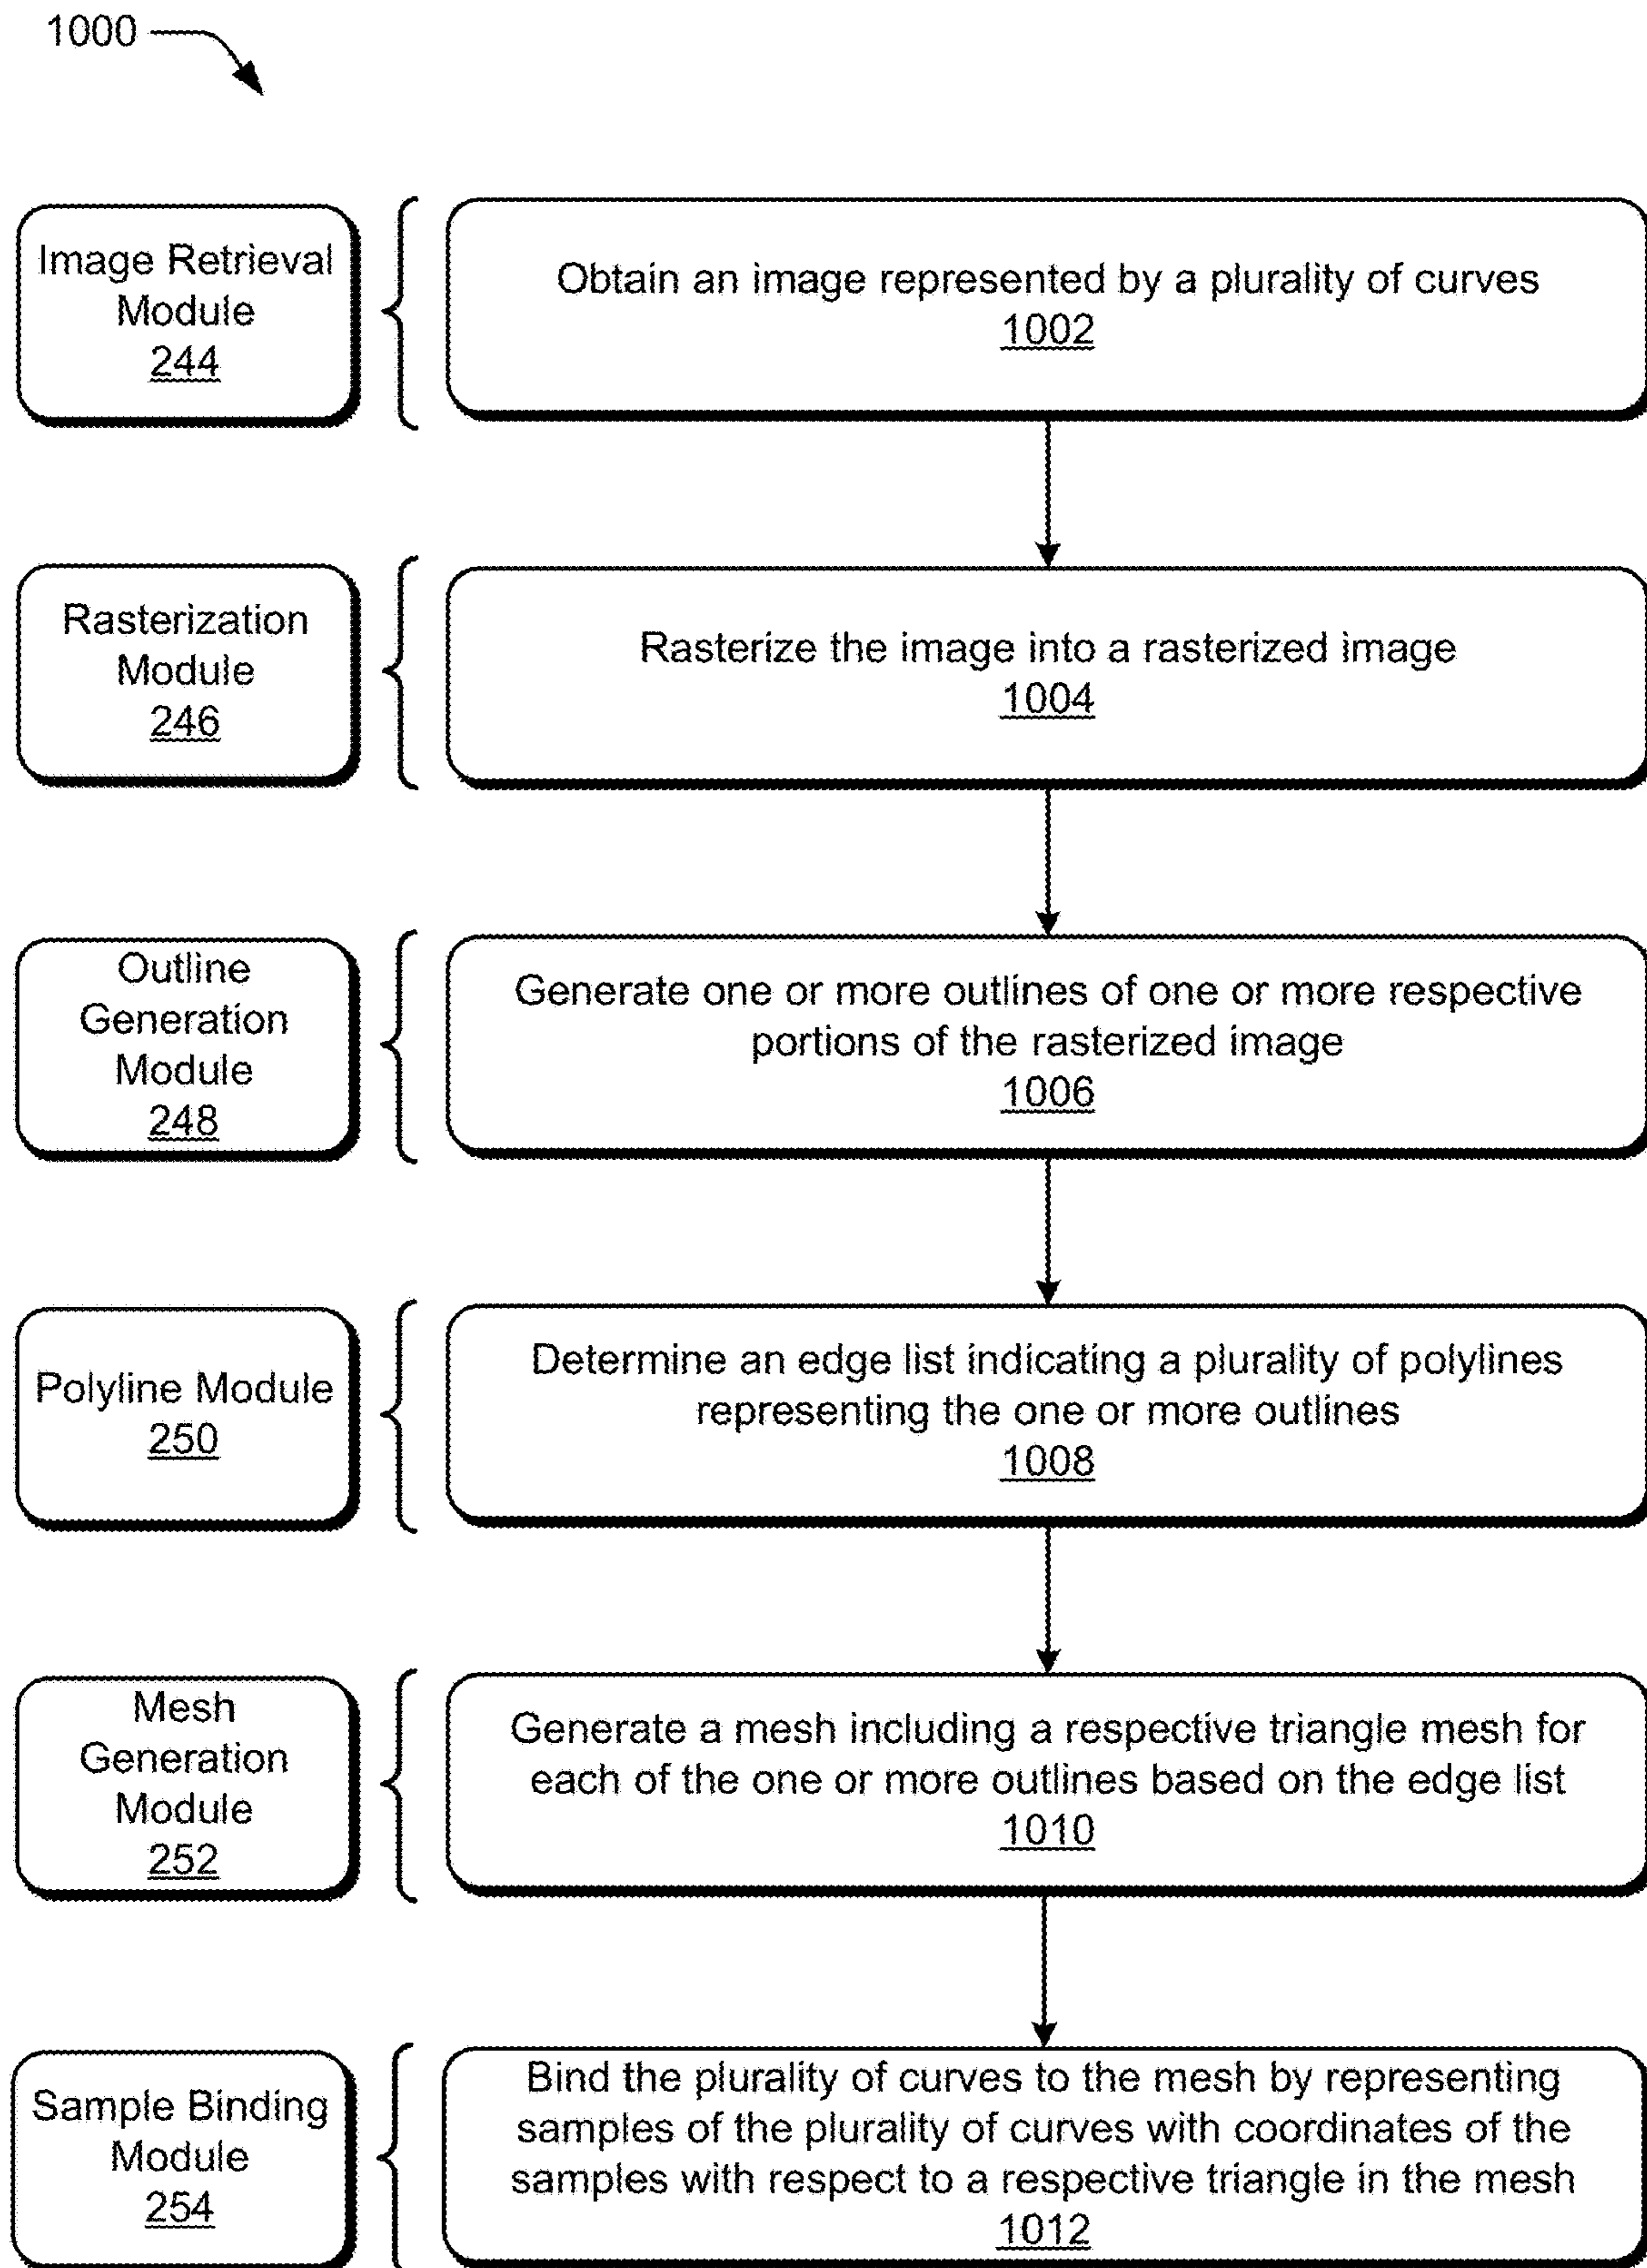 1000
Image Retrieval
Module
244
Obtain an image represented by a plurality of curves
1002
Rasterization
Module
246
Rasterize the image into a rasterized image
1004
Outline
Generation
Module
248
Generate one or more outlines of one or more respective
portions of the rasterized image
1006
Polyline Module
250
Determine an edge list indicating a plurality of polylines
representing the one or more outlines
1008
Mesh
Generation
Module
252
Generate a mesh including a respective triangle mesh for
each of the one or more outlines based on the edge list
1010
Sample Binding
Module
254
Bind the plurality of curves to the mesh by representing
samples of the plurality of curves with coordinates of the
samples with respect to a respective triangle in the mesh
1012